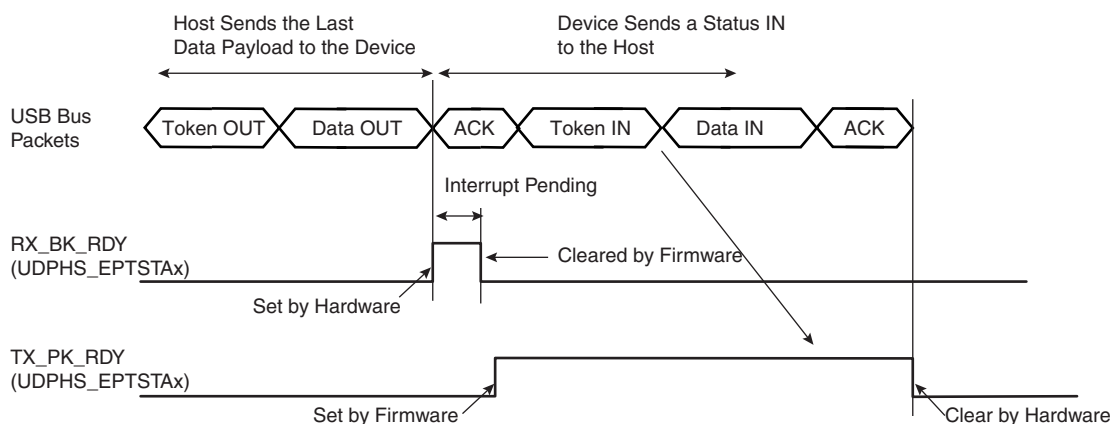 Host Sends the Last
Data Payload to the Device
Device Sends a Status IN
to the Host
USB Bus
Packets
Token OUT
Data OUT
ACK
Token IN
Data IN
ACK
Interrupt Pending
RX_BK_RDY
(UDPHS_EPTSTAx)
Cleared by Firmware
Set by Hardware
TX_PK_RDY
(UDPHS_EPTSTAx)
Set by Firmware
Clear by Hardware